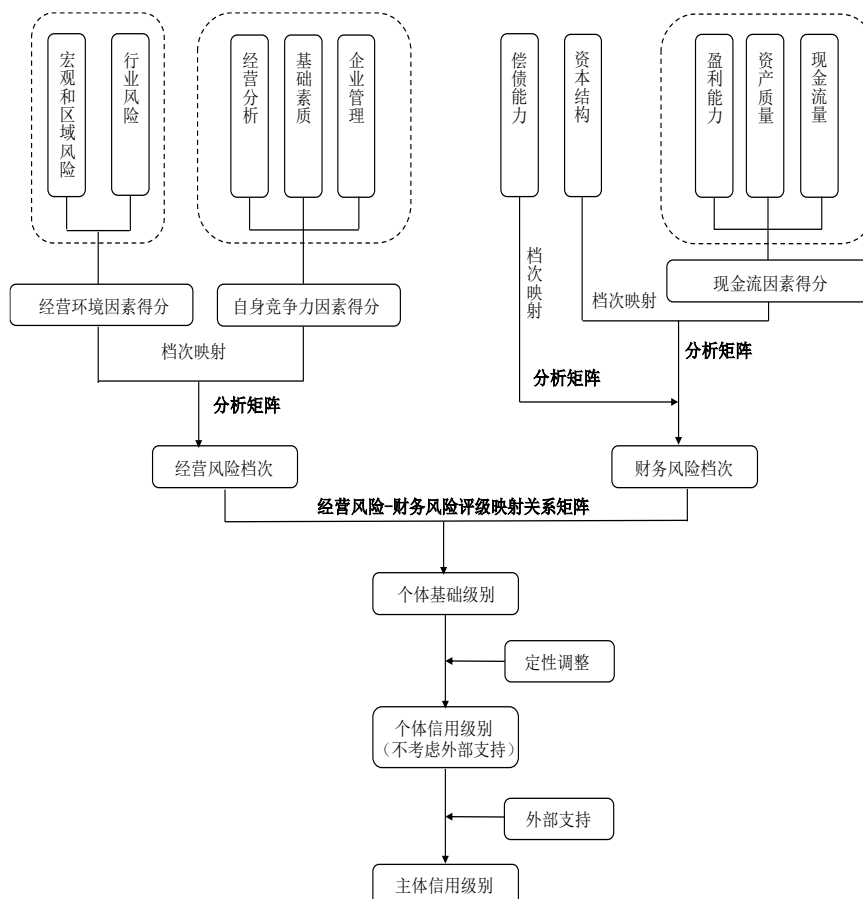 宏观和区域风险
行业风险
经营分析
基础素质
企业管理
偿债能力
资本结构
盈利能力
资产质量
现金流量
档次映射
经营环境因素得分
自身竞争力因素得分
档次映射
现金流因素得分
档次映射
分析矩阵
分析矩阵
分析矩阵
经营风险档次
财务风险档次
经营风险-财务风险评级映射关系矩阵
个体基础级别
定性调整
个体信用级别
（不考虑外部支持）
外部支持
主体信用级别